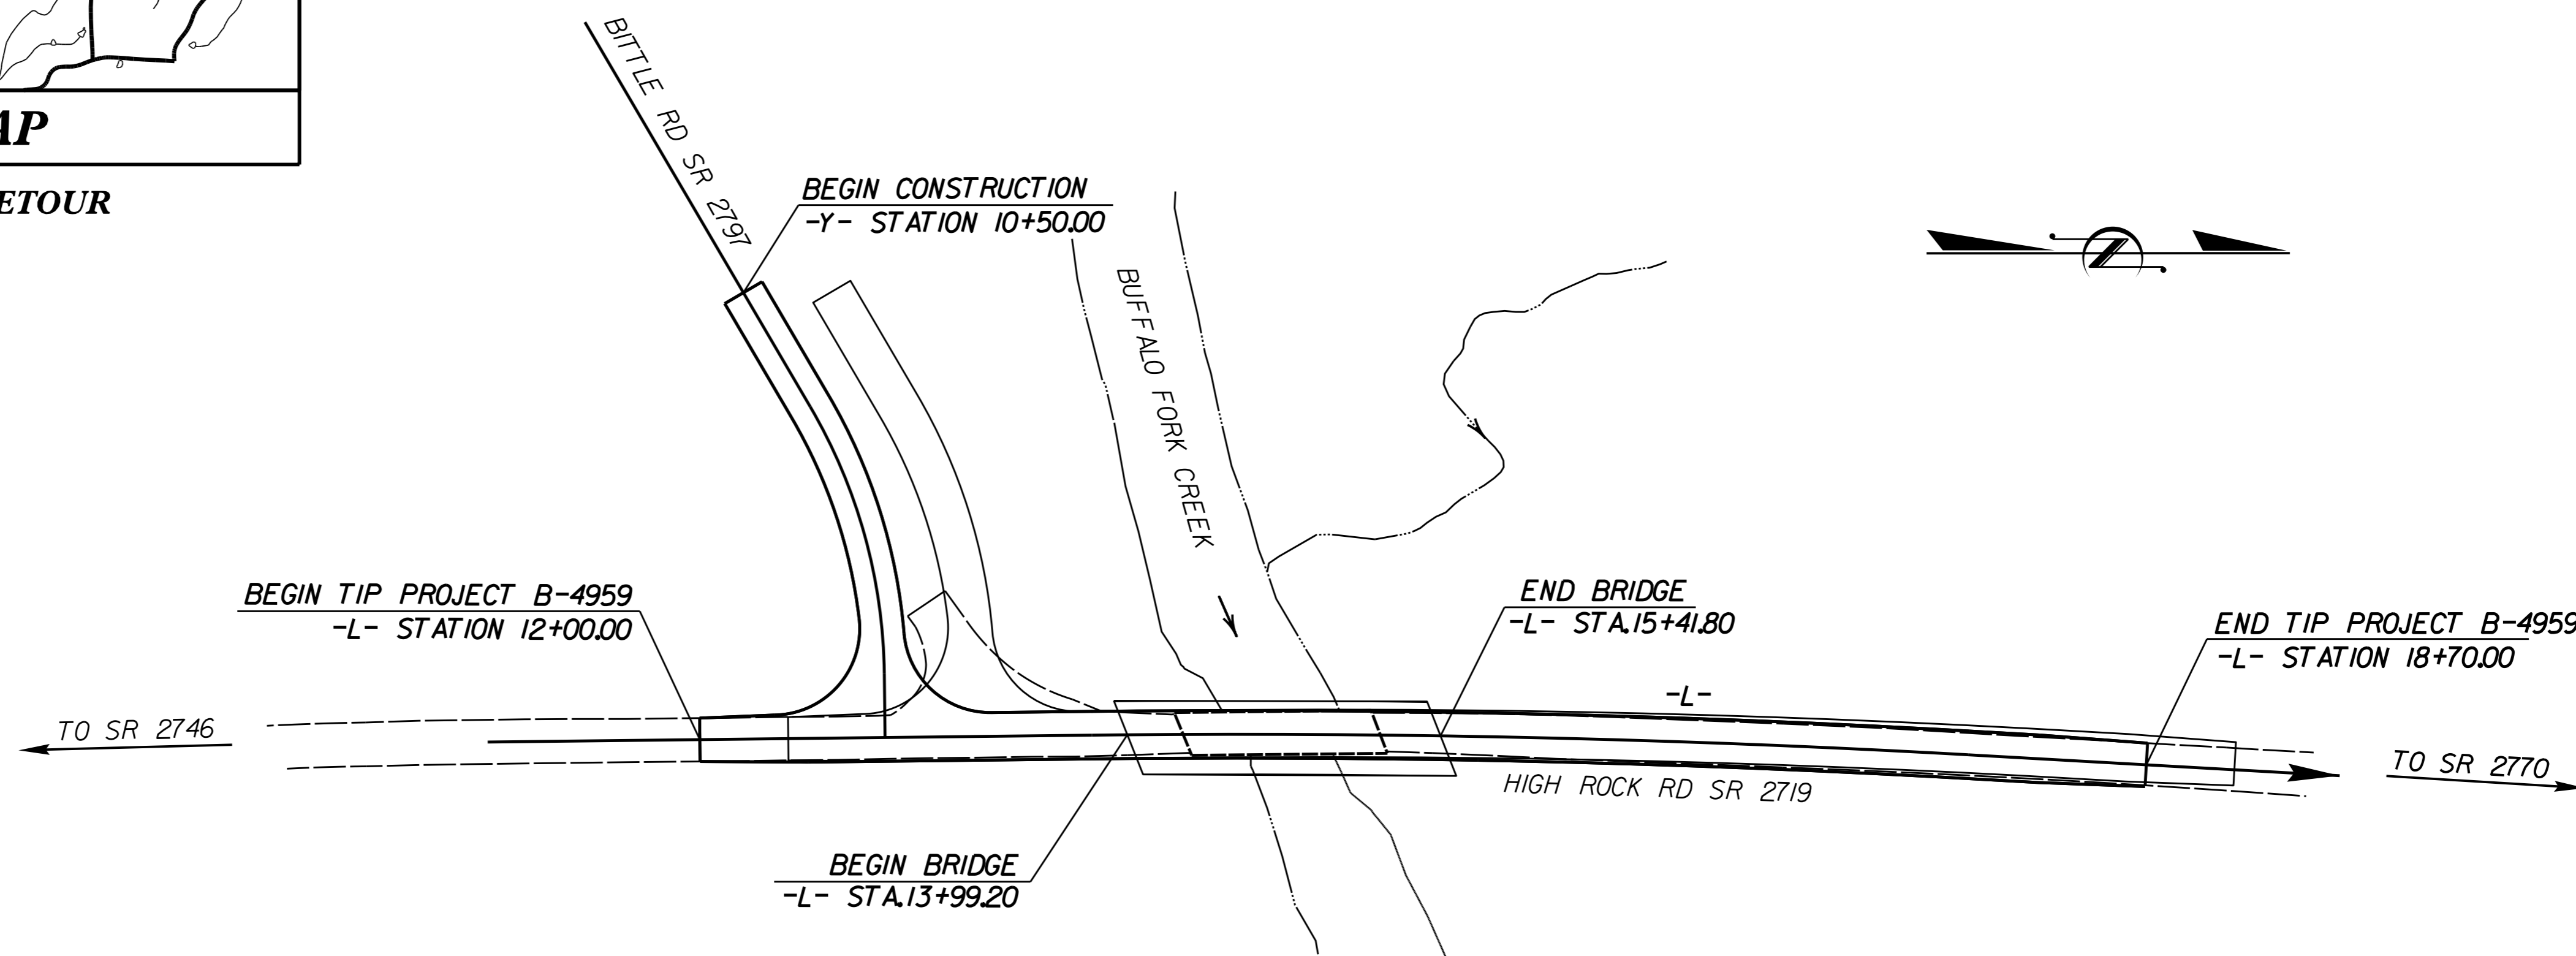 BITTLE RD SR 2797
BEGIN CONSTRUCTION
-Y- STATION 10+50.00
AP
ETOUR
BUFFALO FORK CREEK
BEGIN TIP PROJECT B-4959
-L- STATION 12+00.00
END BRIDGE
-L- STA.15+41.80
END TIP PROJECT B-4959
-L- STATION 18+70.00
-L-
TO SR 2746
TO SR 2770
HIGH ROCK RD SR 2719
BEGIN BRIDGE
-L- STA.13+99.20